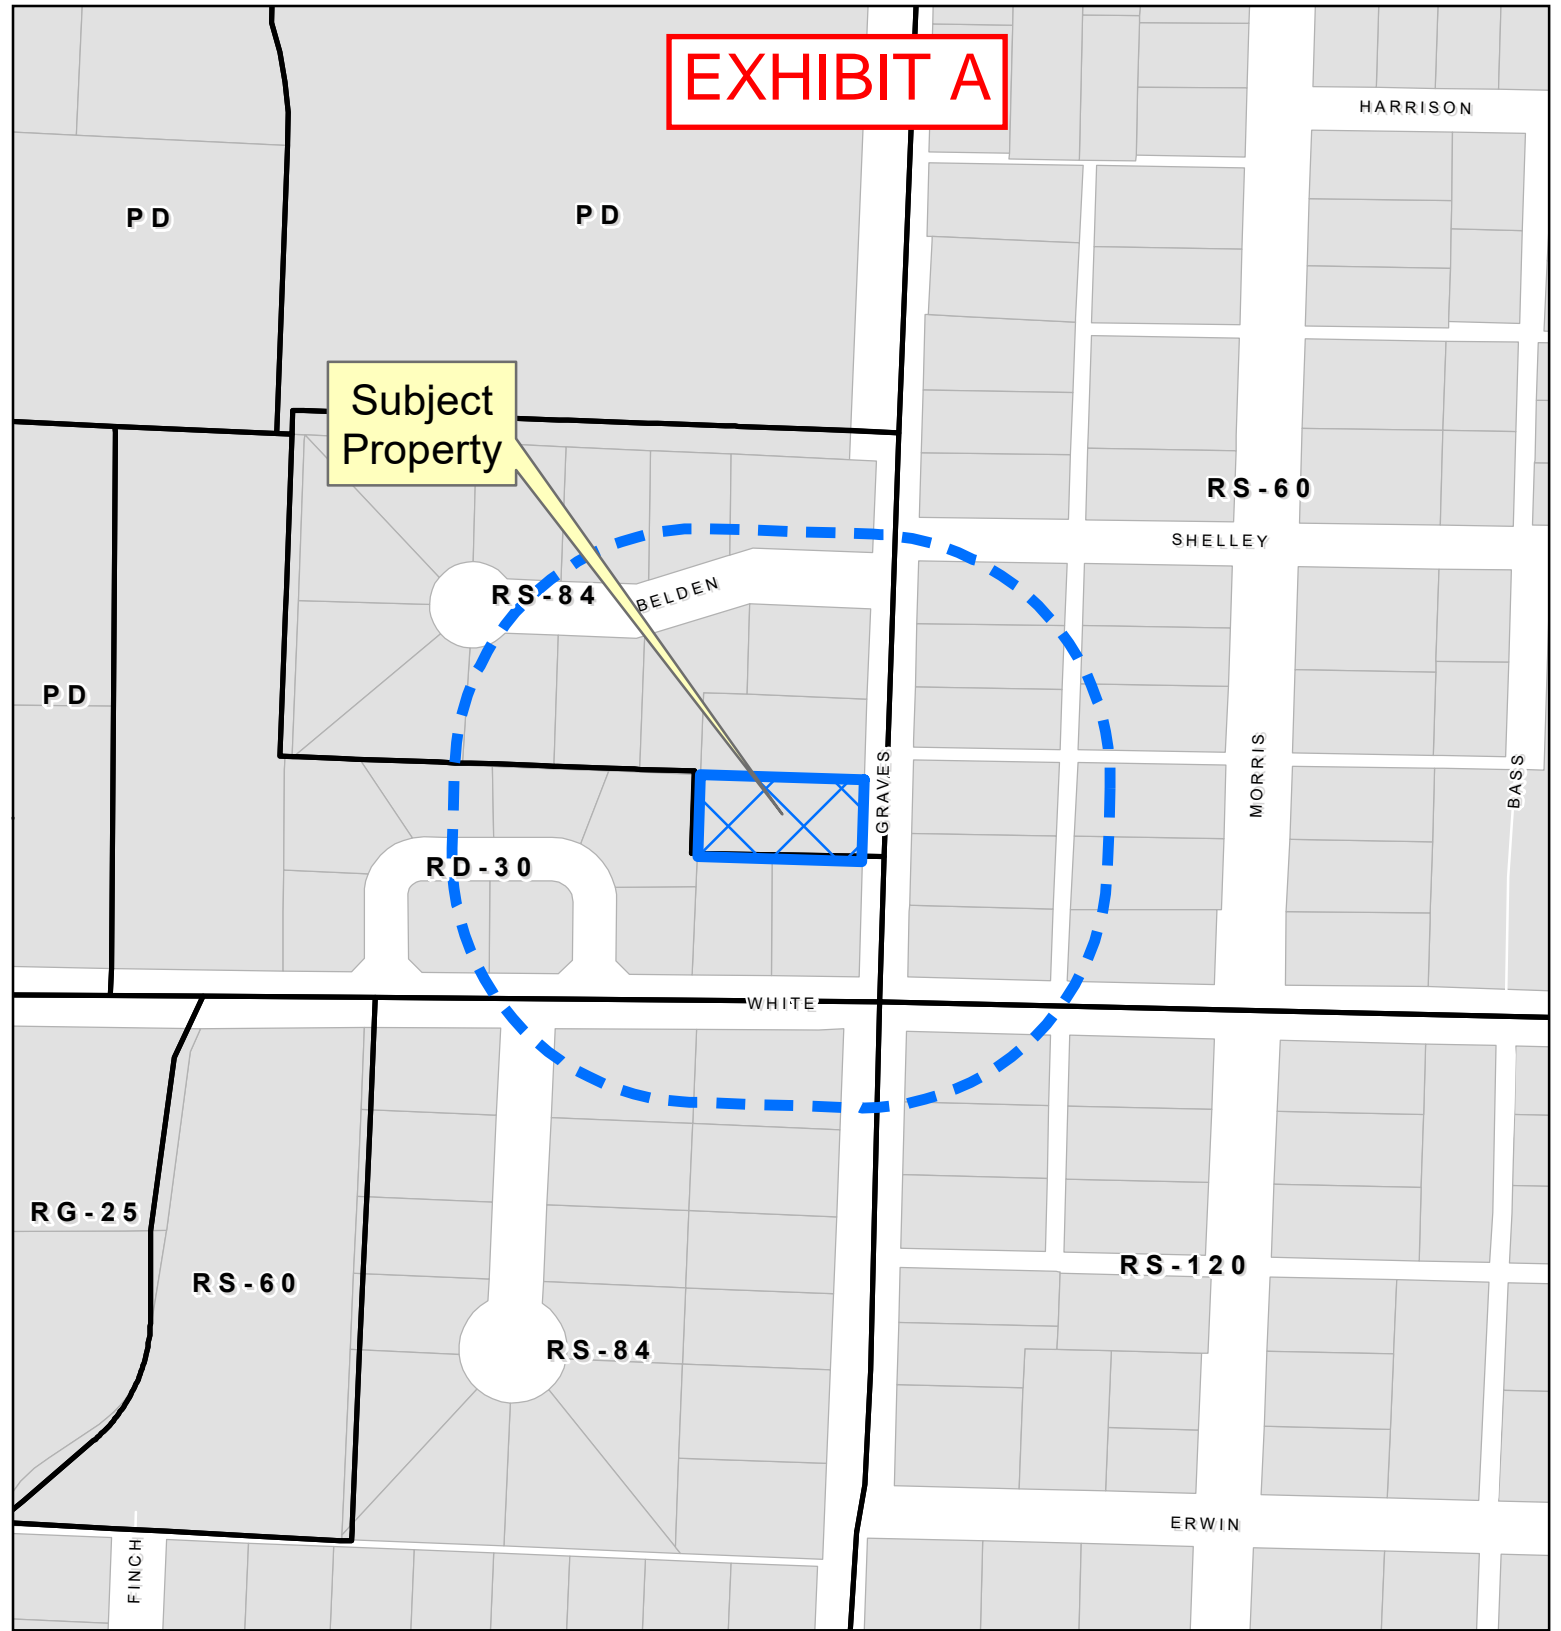 EXHIBIT A
HARRISON
PD
PD
Subject
Property
RS-60
SHELLEY
RS-84
BELDEN
PD
GRAVES
MORRIS
BASS
RD-30
WHITE
RG-25
RS-60
RS-120
RS-84
ERWIN
FINCH